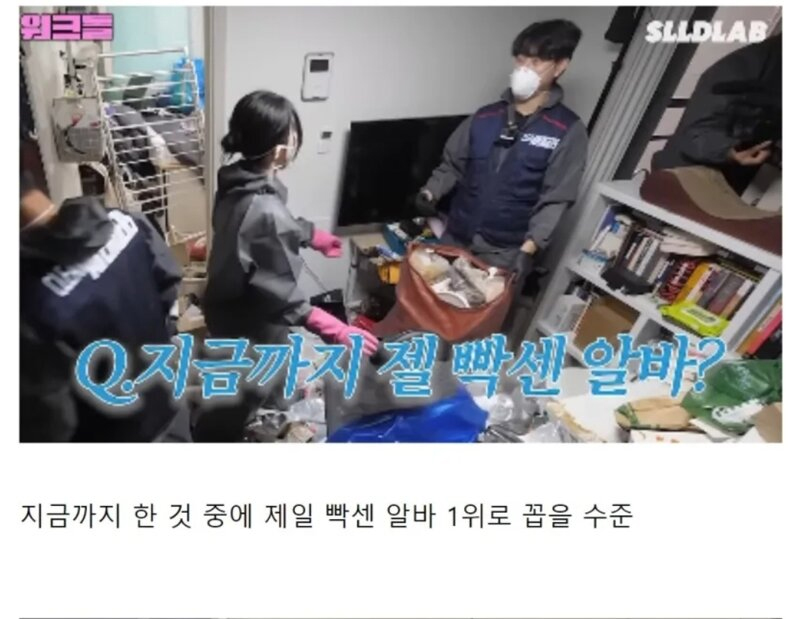 워크돌
SLLDLAB
Q.지금까지 젤 빡센 알바?
지금까지 한 것 중에 제일 빡센 알바 1위로 꼽을 수준